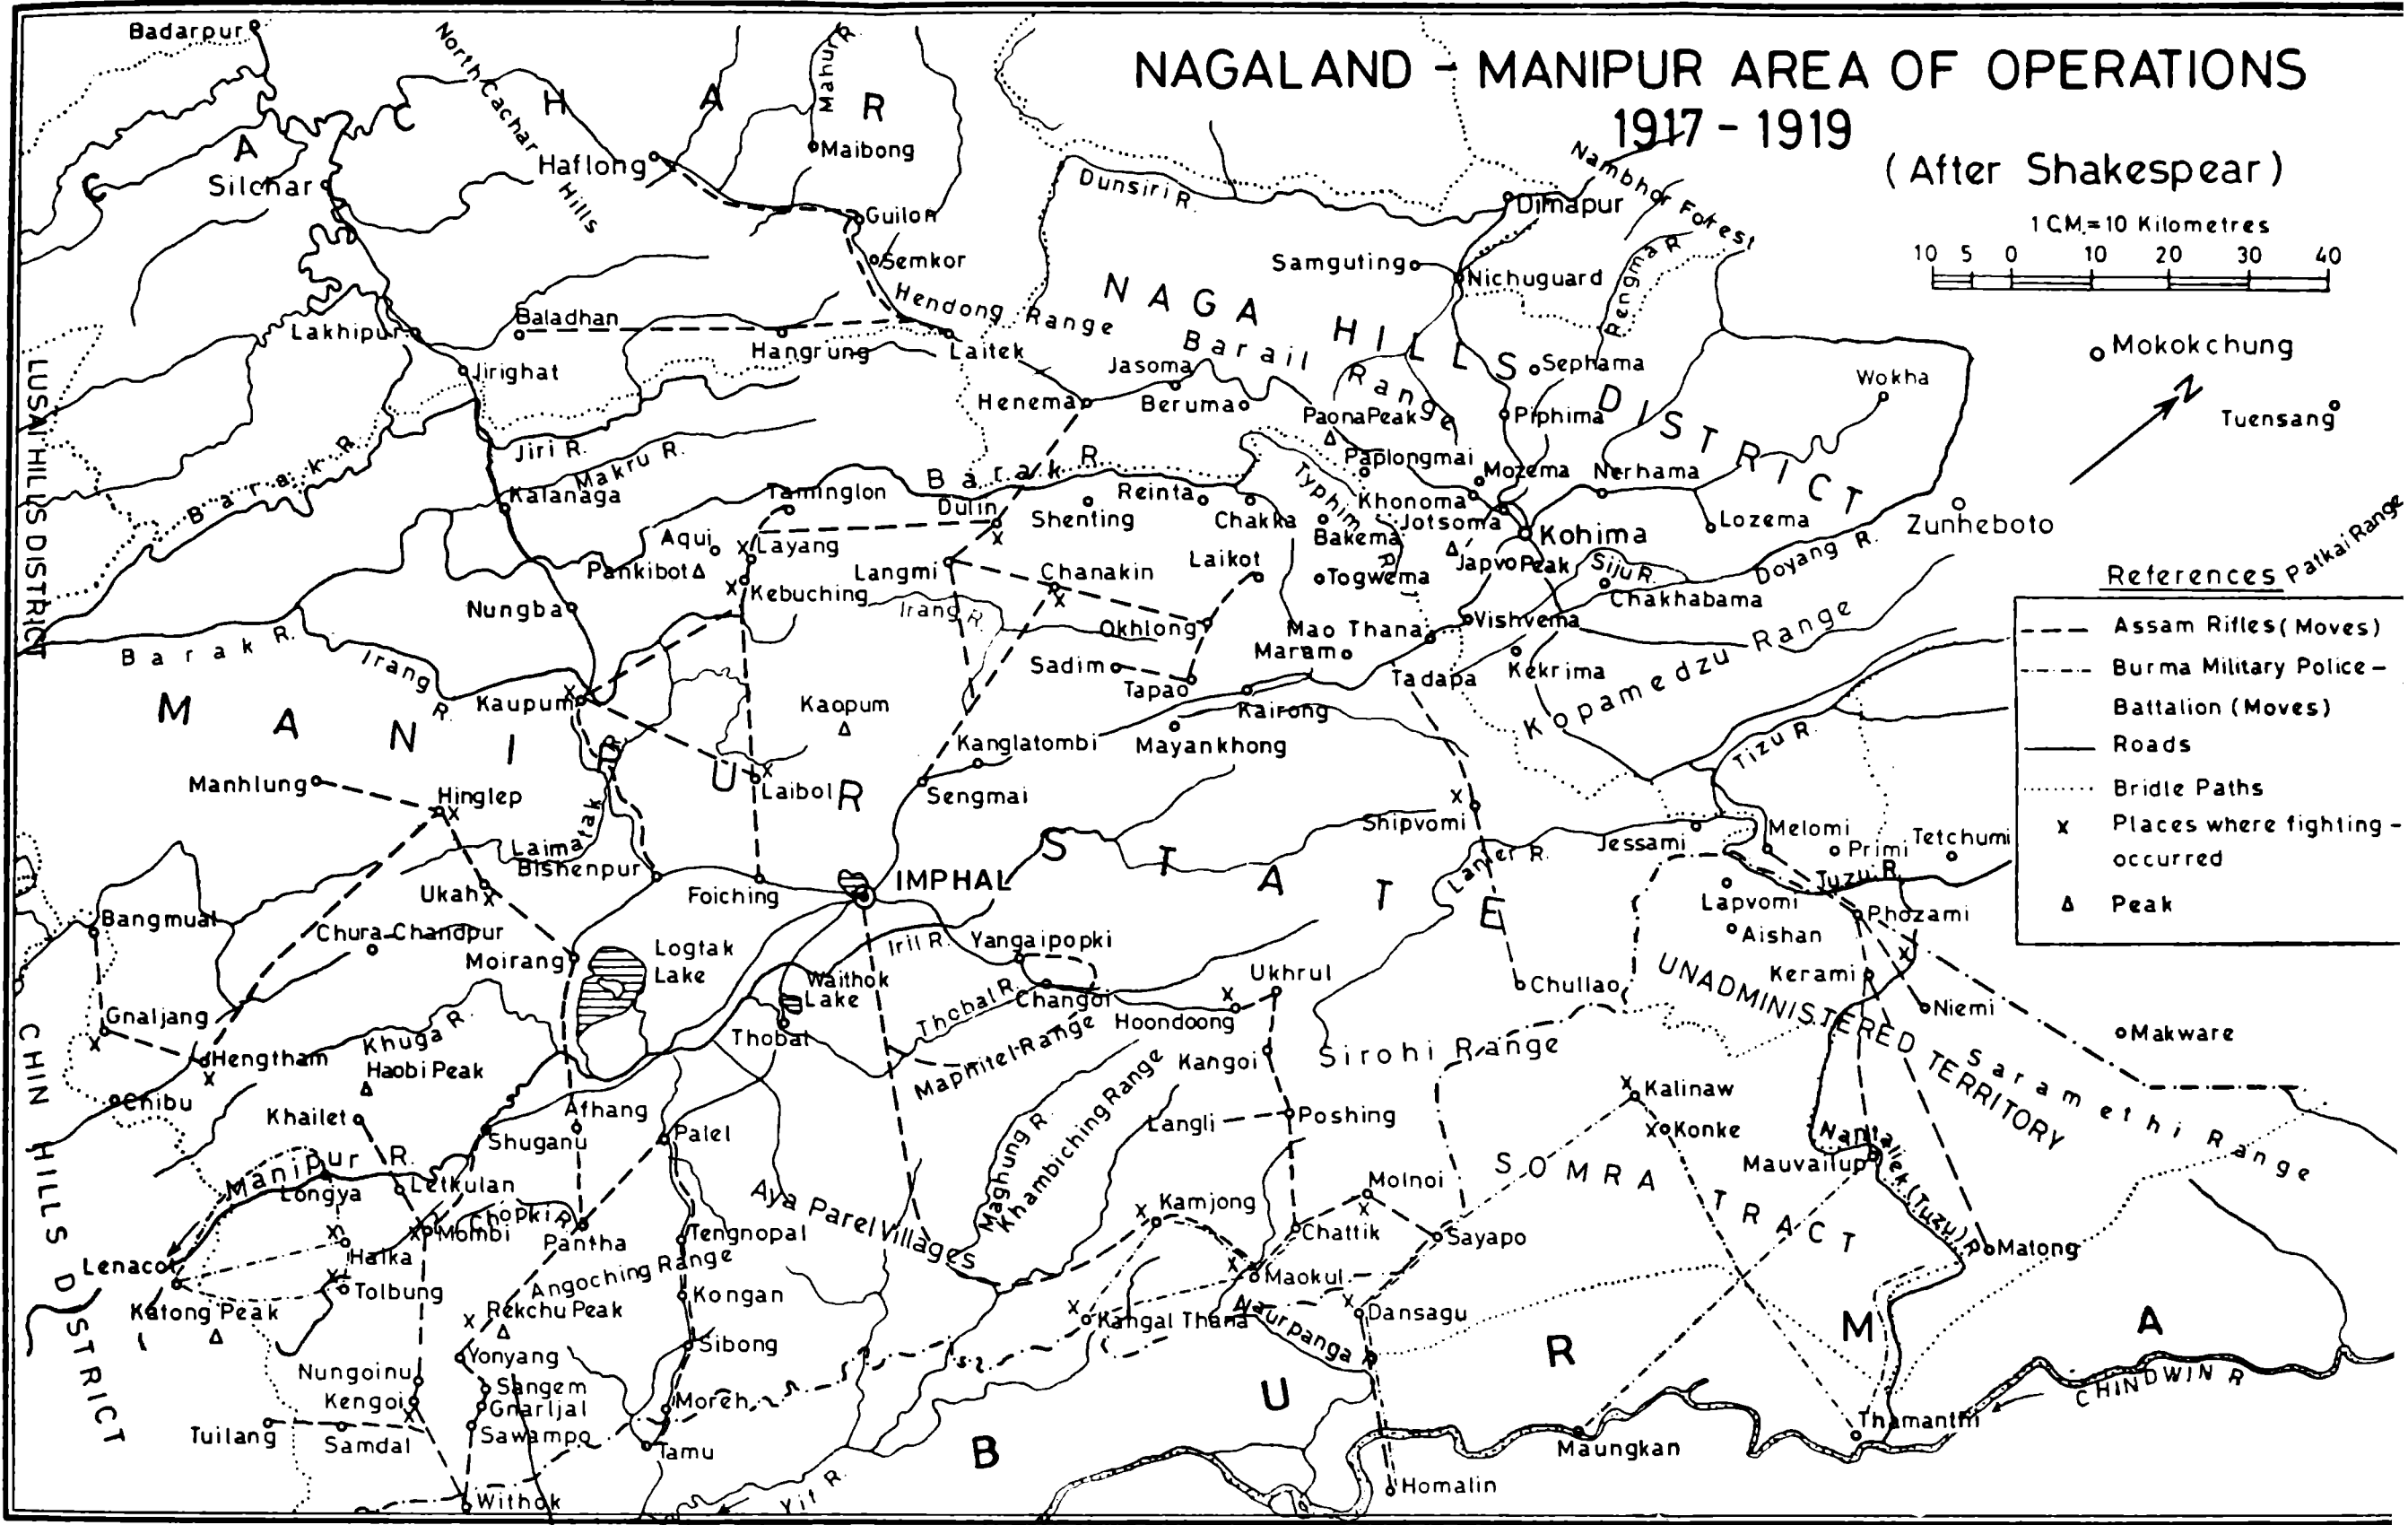 NAGALAND - MANIPUR AREA OF OPERATIONS
1917 - 1919
(After Shakespear)
1 CM.=10 Kilometres
10 5 0 10 20 30 40
N
References
Assam Rifles (Moves)
Burma Military Police -
Battalion (Moves)
Roads
Bridle Paths
x Places where fighting -
occurred
Peak
Badarpur
North Cachar Hills
CACHAR
Mahur R.
Maibong
Silchar
Haflong
Guilon
Semkor
Dunsiri R.
Dimapur
Nambhor Forest
Samguting
Nichuguard
Rengma R
NAGA HILLS DISTRICT
Hendong Range
Barail Range
Lakhipur
Baladhan
Hangrung
Laitek
Jirighat
Jasoma
Henema
Beruma
Sephama
Wokha
Mokokchung
Tuensang
Paona Peak
Piphima
LUSAI HILLS DISTRICT
Barak R.
Jiri R.
Makru R.
Barak R.
Paplongmai
Mozema
Nerhama
Kalanaga
Taminglon
Dulin
Shenting
Reinta
Chakka
Typhim R
Khonoma
Jotsoma
Bakema
Kohima
Lozema
Zunheboto
Patkai Range
Aqui
Layang
Pankibot
Langmi
Chanakin
Laikot
Togwema
Japvo Peak
Siju R.
Doyang R.
Chakhabama
Nungba
Kebuching
Irang R.
Okhlong
Mao Thana
Vishvema
Maram
Kekrima
Kopamedzu Range
Barak R.
Irang R.
Kaupum
Kaopum
Sadim
Tapao
Tadapa
Kairong
Mayankhong
Kanglatombi
Tizu R.
MANIPUR STATE
Manhlung
Hinglep
Laibol
Sengmai
Shipvomi
Laimatak R
Bishenpur
Foiching
IMPHAL
Lanier R.
Jessami
Melomi
Primi
Tetchumi
Tuzu R.
Ukah
Lapvomi
Phozami
Aishan
Bangmual
Chura-Chandpur
Moirang
Logtak
Lake
Iril R.
Yangaipopki
Waithok
Lake
Ukhrul
Chullao
Kerami
UNADMINISTERED TERRITORY
Niemi
Makware
Gnaljang
Khuga R.
Thobal
Thobal R.
Changoi
Hoondoong
Maphitel-Range
Kangoi
Sirohi Range
Saramethi Range
Hengtham
Haobi Peak
CHIN HILLS DISTRICT
Chibu
Khailet
Afhang
Shuganu
Palel
Maghung R.
Khambiching Range
Langli
Poshing
Kalinaw
Konke
Mauvailup
Nantaliek (Tuzu) R
Manipur R.
Longya
Letkulan
Chopki R
Mombi
Pantha
Aya Parel Villages
Tengnopal
Kamjong
Molnoi
SOMRA TRACT
Chattik
Sayapo
Matong
Lenacot
Haika
Tolbung
Katong Peak
Angoching Range
Rekchu Peak
Kongan
Maokul
Kangal Thana
Naurpanga R
Dansagu
BURMA
Yonyang
Sibong
Nungoinu
Sangem
Kengoi
Gnarljal
Tuilang
Samdal
Sawampo
Moreh
Tamu
Withok
Yit R.
Homalin
Maungkan
Thamanthi
CHINDWIN R